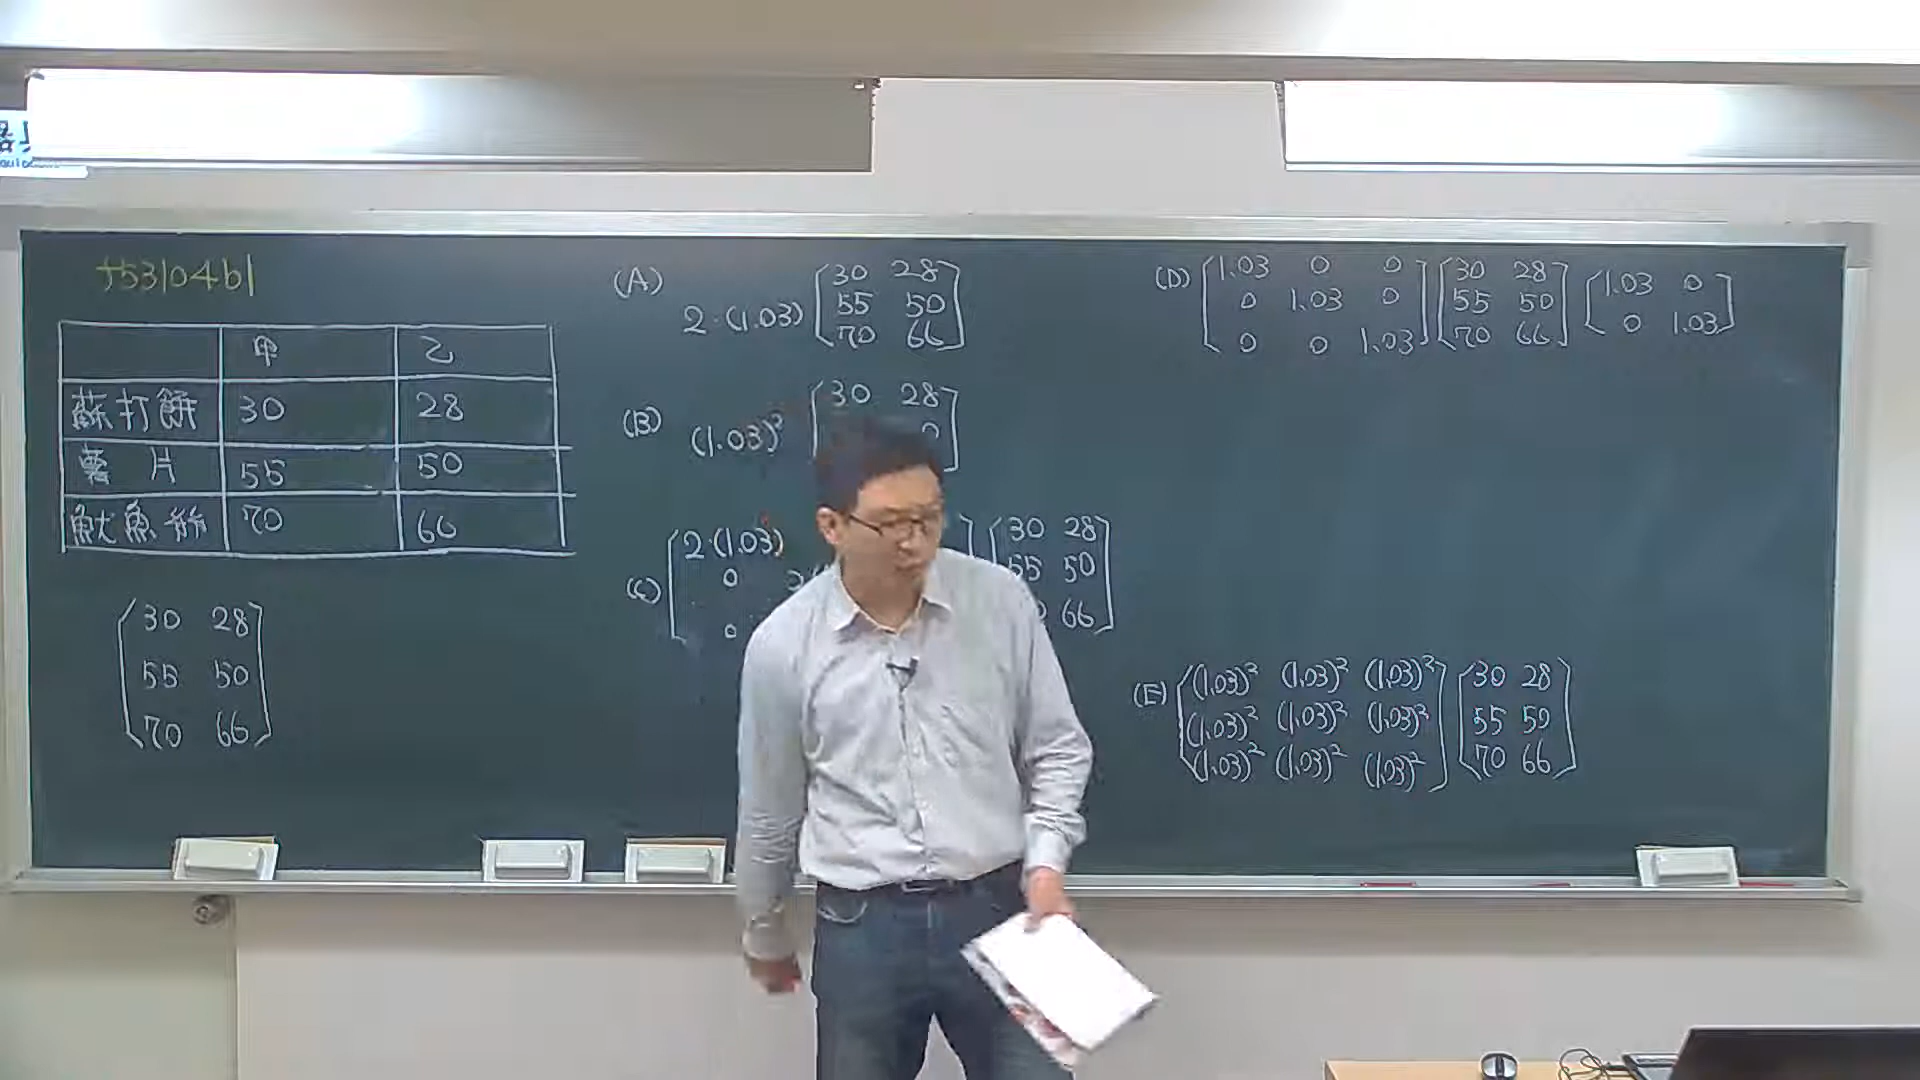 f53104b1
甲 乙
蘇打餅 30 28
薯片 55 50
魷魚絲 70 66
30 28
55 50
70 66
(A)
2·(1.03)
30 28
55 50
70 66
(B)
(1.03)²
30 28
(C)
2·(1.03)
0
0
30 28
55 50
66
(D)
1.03 0 0
0 1.03 0
0 0 1.03
30 28
55 50
70 66
1.03 0
0 1.03
(E)
(1.03)² (1.03)² (1.03)²
(1.03)² (1.03)² (1.03)²
(1.03)² (1.03)² (1.03)²
30 28
55 50
70 66